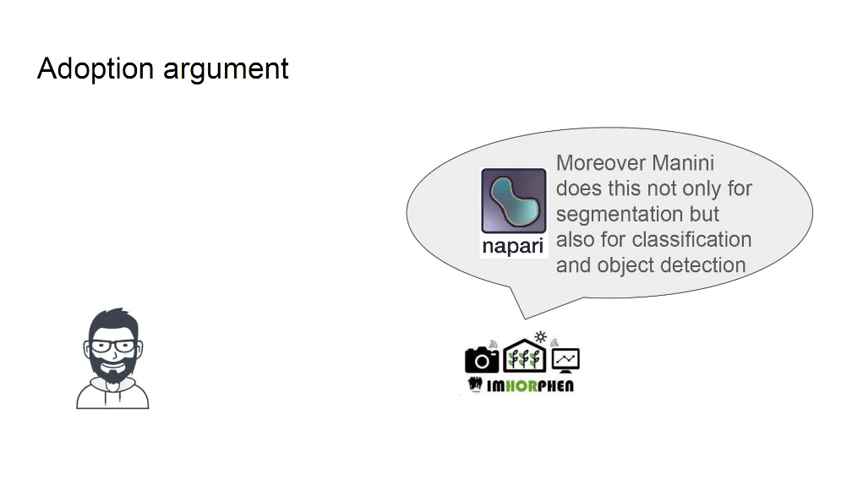 Adoption argument
Moreover Manini
does this not only for
segmentation but
also for classification
and object detection
napari
IMHORPHEN